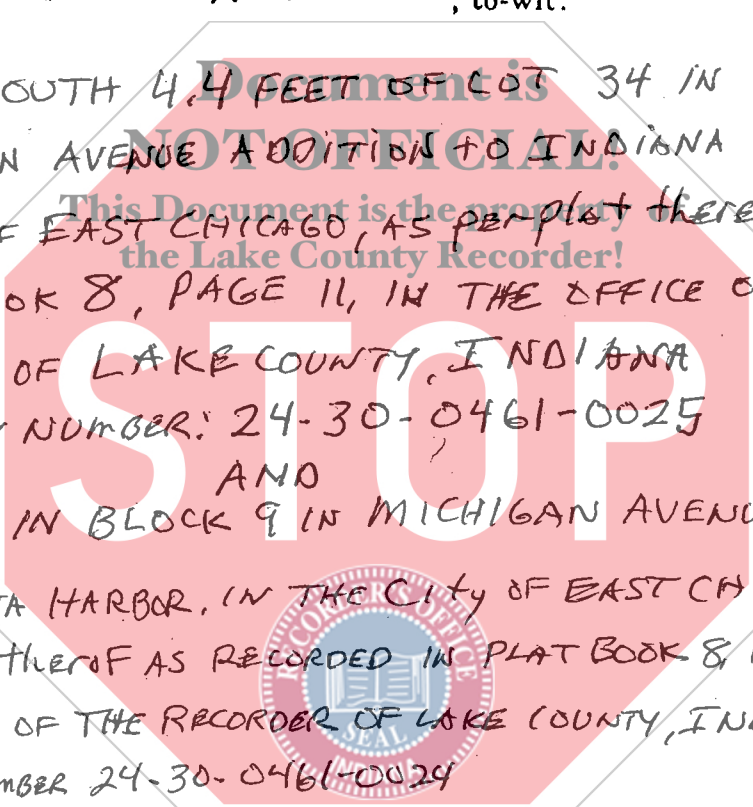 , to-wit:
OUTH 4.4 FEET OF LOT 34 IN
Document is
N AVENUE ADDITION tO INDIANA
NOT OFFICIAL!
F EAST CHICAGO, AS per plat there
This Document is the property of
the Lake County Recorder!
OK 8, PAGE 11, IN THE OFFICE O
OF LAKE COUNTY, INDIANA
NUMBER: 24-30-0461-0025
STOP
AND
IN BLOCK 9 IN MICHIGAN AVENU
A HARBOR, IN THE City OF EAST CH
therOF AS RECORDED IN PLAT BOOK 8,
OF THE RECORDER OF LAKE COUNTY, IN
MBER 24-30-0461-0024
RECORDER'S OFFICE
SEAL
INDIANA